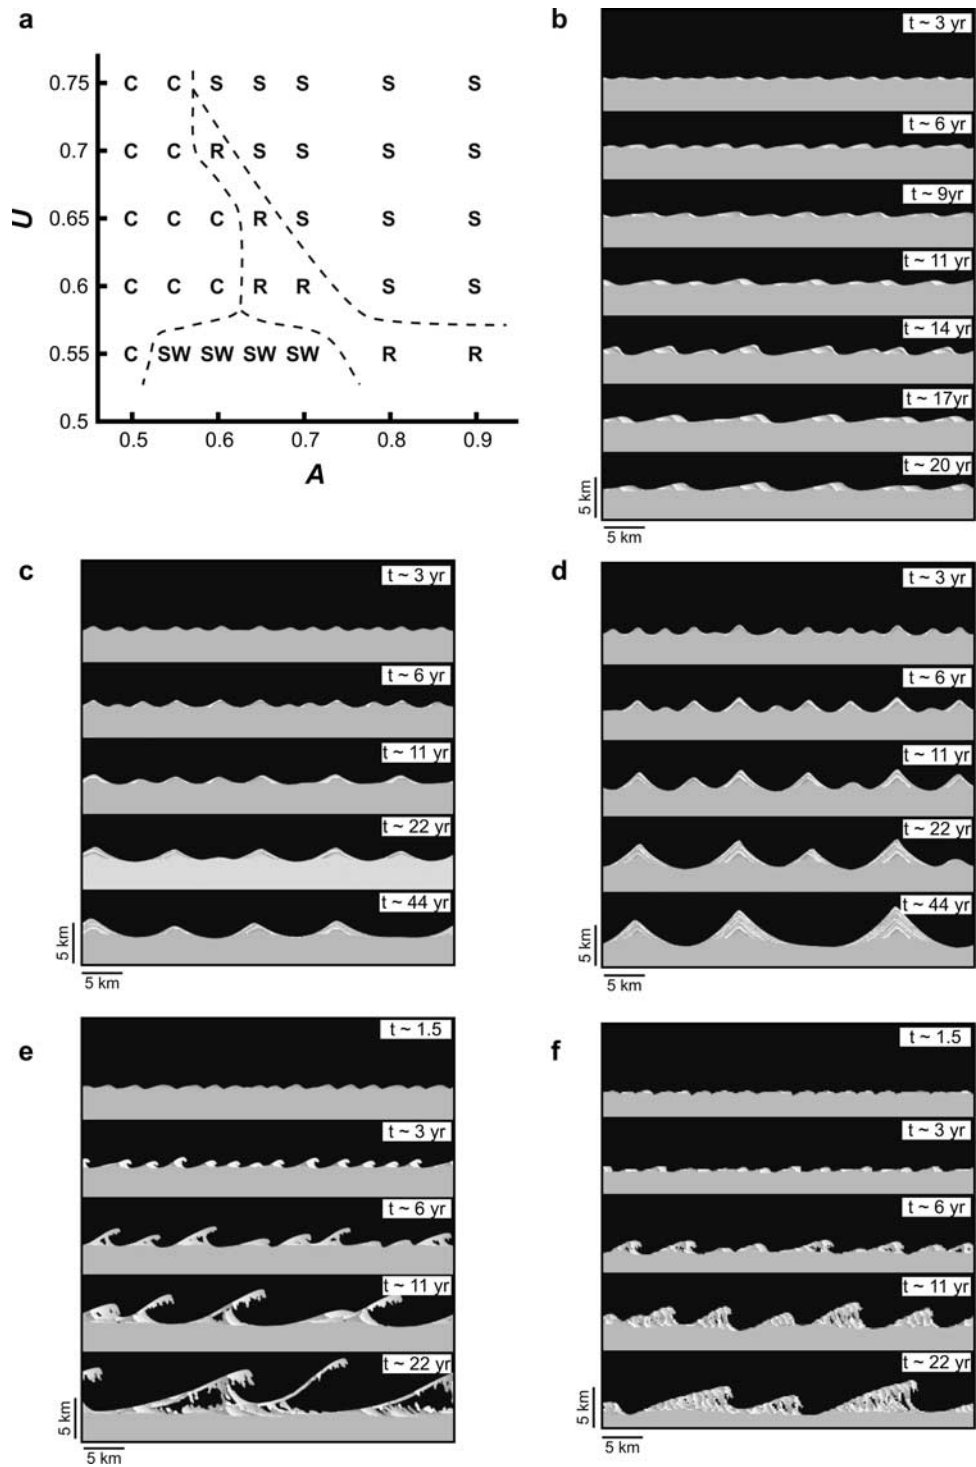 a
0.75 C C S S S S S
0.7 C C R S S S S
0.65 C C C R S S S
U
0.6 C C C R R S S
0.55 C SW SW SW SW R R
0.5
0.5 0.6 0.7 0.8 0.9
A
b
t ~ 3 yr
t ~ 6 yr
t ~ 9yr
t ~ 11 yr
t ~ 14 yr
t ~ 17yr
t ~ 20 yr
5 km
5 km
c
t ~ 3 yr
t ~ 6 yr
t ~ 11 yr
t ~ 22 yr
t ~ 44 yr
5 km
5 km
d
t ~ 3 yr
t ~ 6 yr
t ~ 11 yr
t ~ 22 yr
t ~ 44 yr
5 km
5 km
e
t ~ 1.5
t ~ 3 yr
t ~ 6 yr
t ~ 11 yr
t ~ 22 yr
5 km
5 km
f
t ~ 1.5
t ~ 3 yr
t ~ 6 yr
t ~ 11 yr
t ~ 22 yr
5 km
5 km